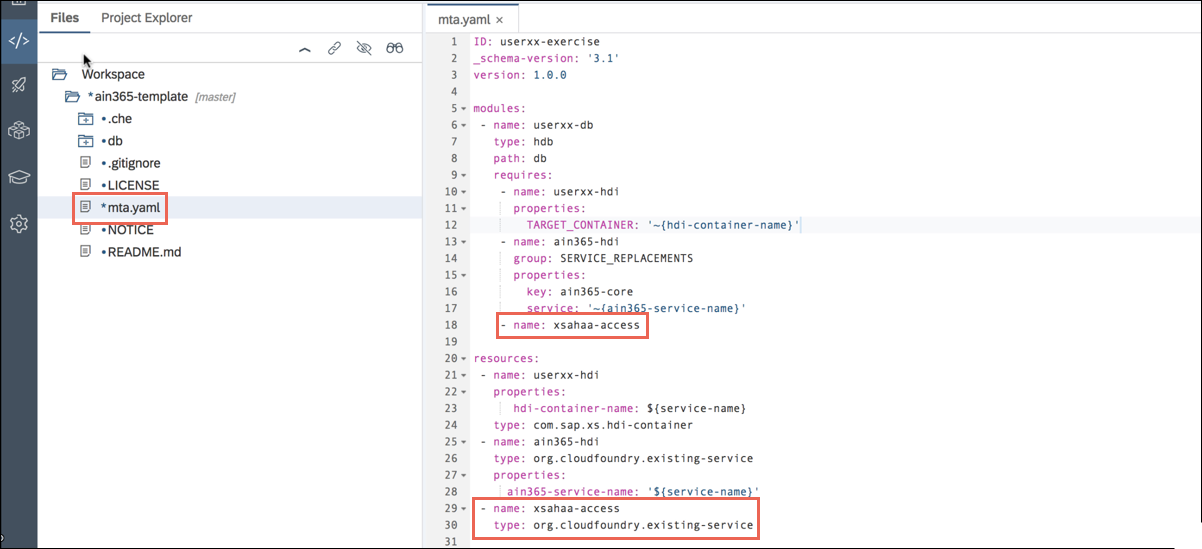 Files Project Explorer
Workspace
*ain365-template [master]
.che
db
.gitignore
LICENSE
*mta.yaml
NOTICE
README.md
mta.yaml ×
1 ID: userxx-exercise
2 _schema-version: '3.1'
3 version: 1.0.0
4
5 modules:
6 - name: userxx-db
7 type: hdb
8 path: db
9 requires:
10 - name: userxx-hdi
11 properties:
12 TARGET_CONTAINER: '~{hdi-container-name}'
13 - name: ain365-hdi
14 group: SERVICE_REPLACEMENTS
15 properties:
16 key: ain365-core
17 service: '~{ain365-service-name}'
18 - name: xsahaa-access
19
20 resources:
21 - name: userxx-hdi
22 properties:
23 hdi-container-name: ${service-name}
24 type: com.sap.xs.hdi-container
25 - name: ain365-hdi
26 type: org.cloudfoundry.existing-service
27 properties:
28 ain365-service-name: '${service-name}'
29 - name: xsahaa-access
30 type: org.cloudfoundry.existing-service
31